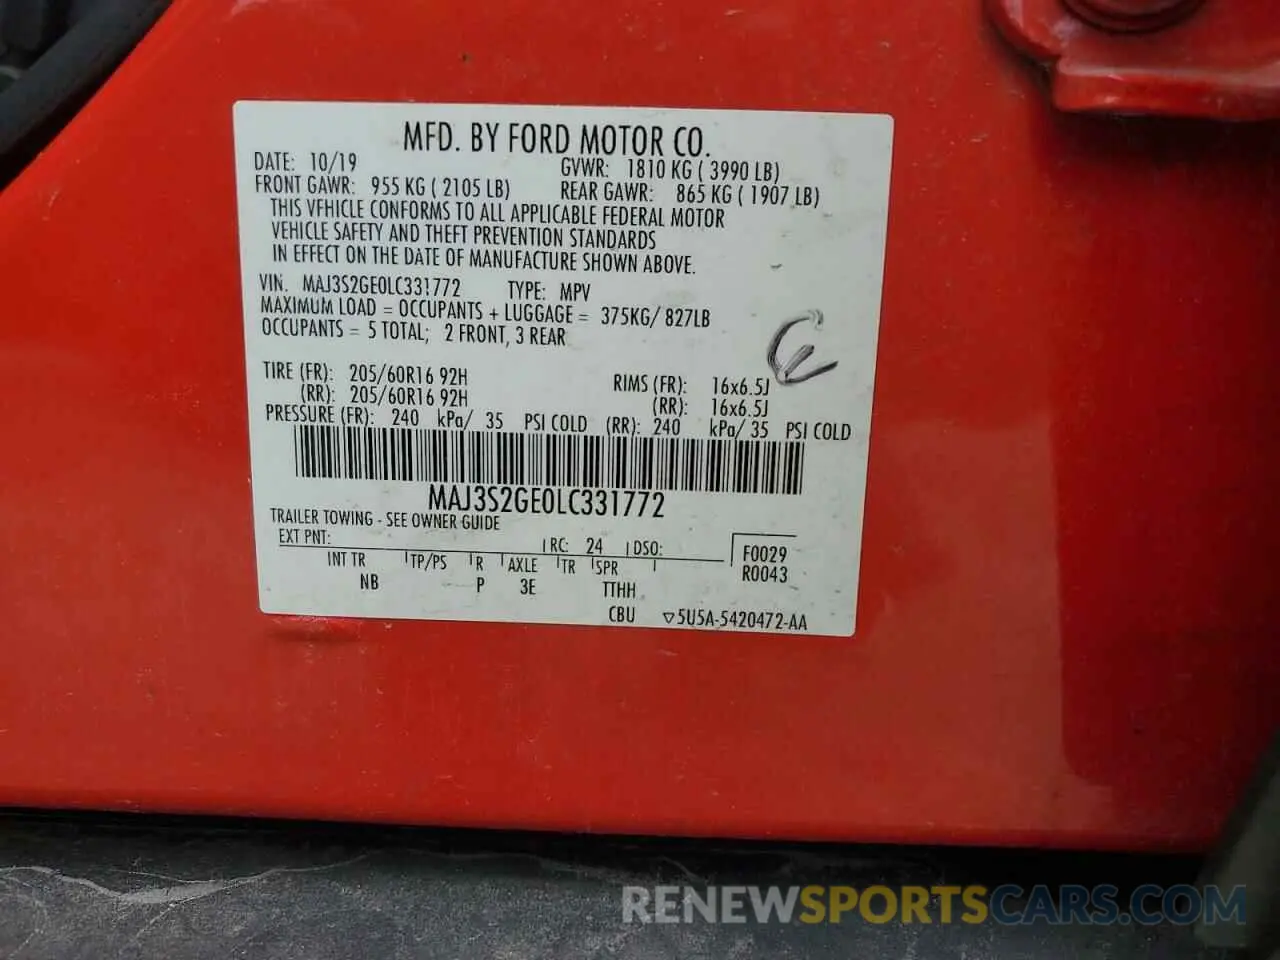 MFD. BY FORD MOTOR CO.
DATE: 10/19 GVWR: 1810 KG ( 3990 LB)
FRONT GAWR: 955 KG ( 2105 LB) REAR GAWR: 865 KG ( 1907 LB)
THIS VEHICLE CONFORMS TO ALL APPLICABLE FEDERAL MOTOR
VEHICLE SAFETY AND THEFT PREVENTION STANDARDS
IN EFFECT ON THE DATE OF MANUFACTURE SHOWN ABOVE.
VIN. MAJ3S2GE0LC331772 TYPE: MPV
MAXIMUM LOAD = OCCUPANTS + LUGGAGE = 375KG/ 827LB
OCCUPANTS = 5 TOTAL; 2 FRONT, 3 REAR
TIRE (FR): 205/60R16 92H RIMS (FR): 16x6.5J
(RR): 205/60R16 92H (RR): 16x6.5J
PRESSURE (FR): 240 kPa/ 35 PSI COLD (RR): 240 kPa/ 35 PSI COLD
MAJ3S2GE0LC331772
TRAILER TOWING - SEE OWNER GUIDE
EXT PNT: RC: 24 DSO: F0029
INT TR TP/PS R AXLE TR SPR R0043
NB P 3E TTHH
CBU ▽5U5A-5420472-AA
RENEWSPORTSCARS.COM